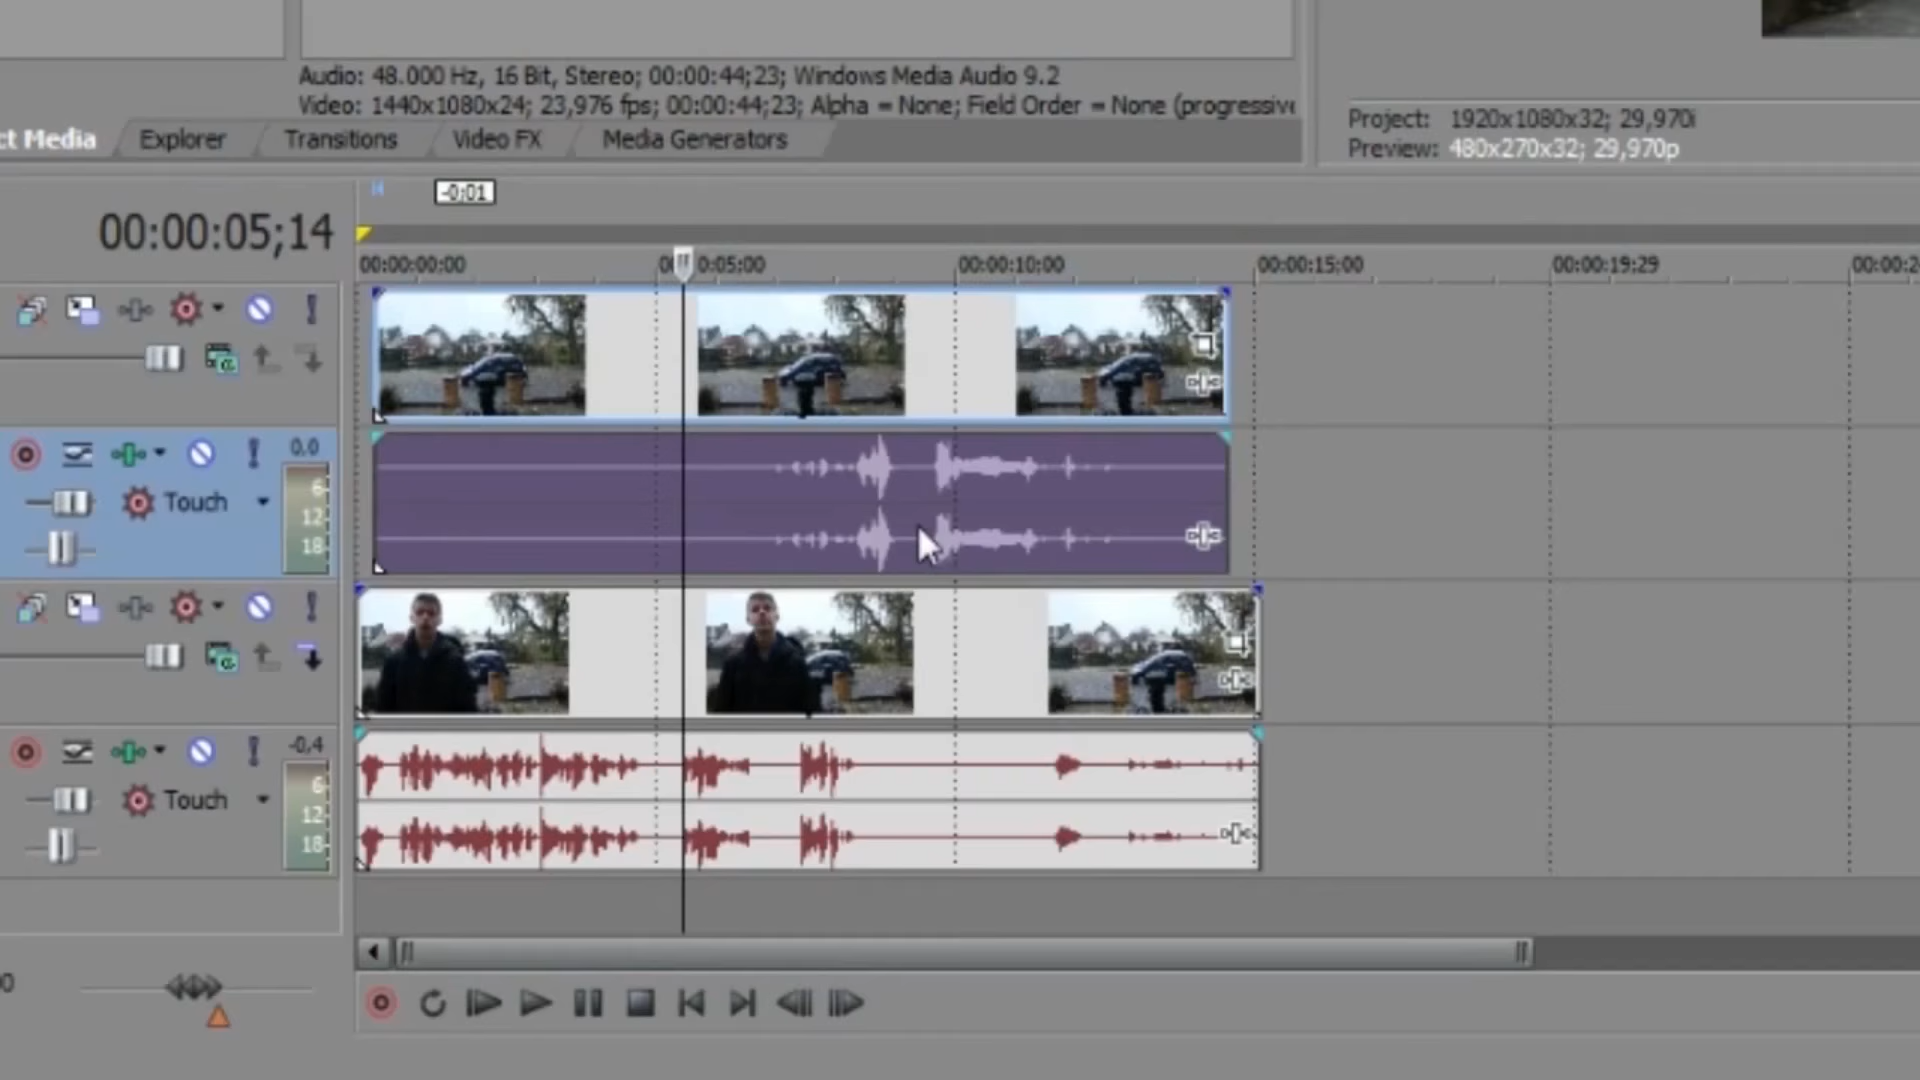 Audio: 48.000 Hz, 16 Bit, Stereo; 00:00:44;23; Windows Media Audio 9.2
Video: 1440x1080x24; 23,976 fps; 00:00:44;23; Alpha = None; Field Order = None (progressive
ct Media Explorer Transitions Video FX Media Generators
Project: 1920x1080x32; 29,970i
Preview: 480x270x32; 29,970p
-0;01
00:00:05;14
00:00:00;00 0:05;00 00:00:10;00 00:00:15;00 00:00:19;29 00:00:2
0,0
6
Touch
12
18
-0,4
6
Touch
12
18
0